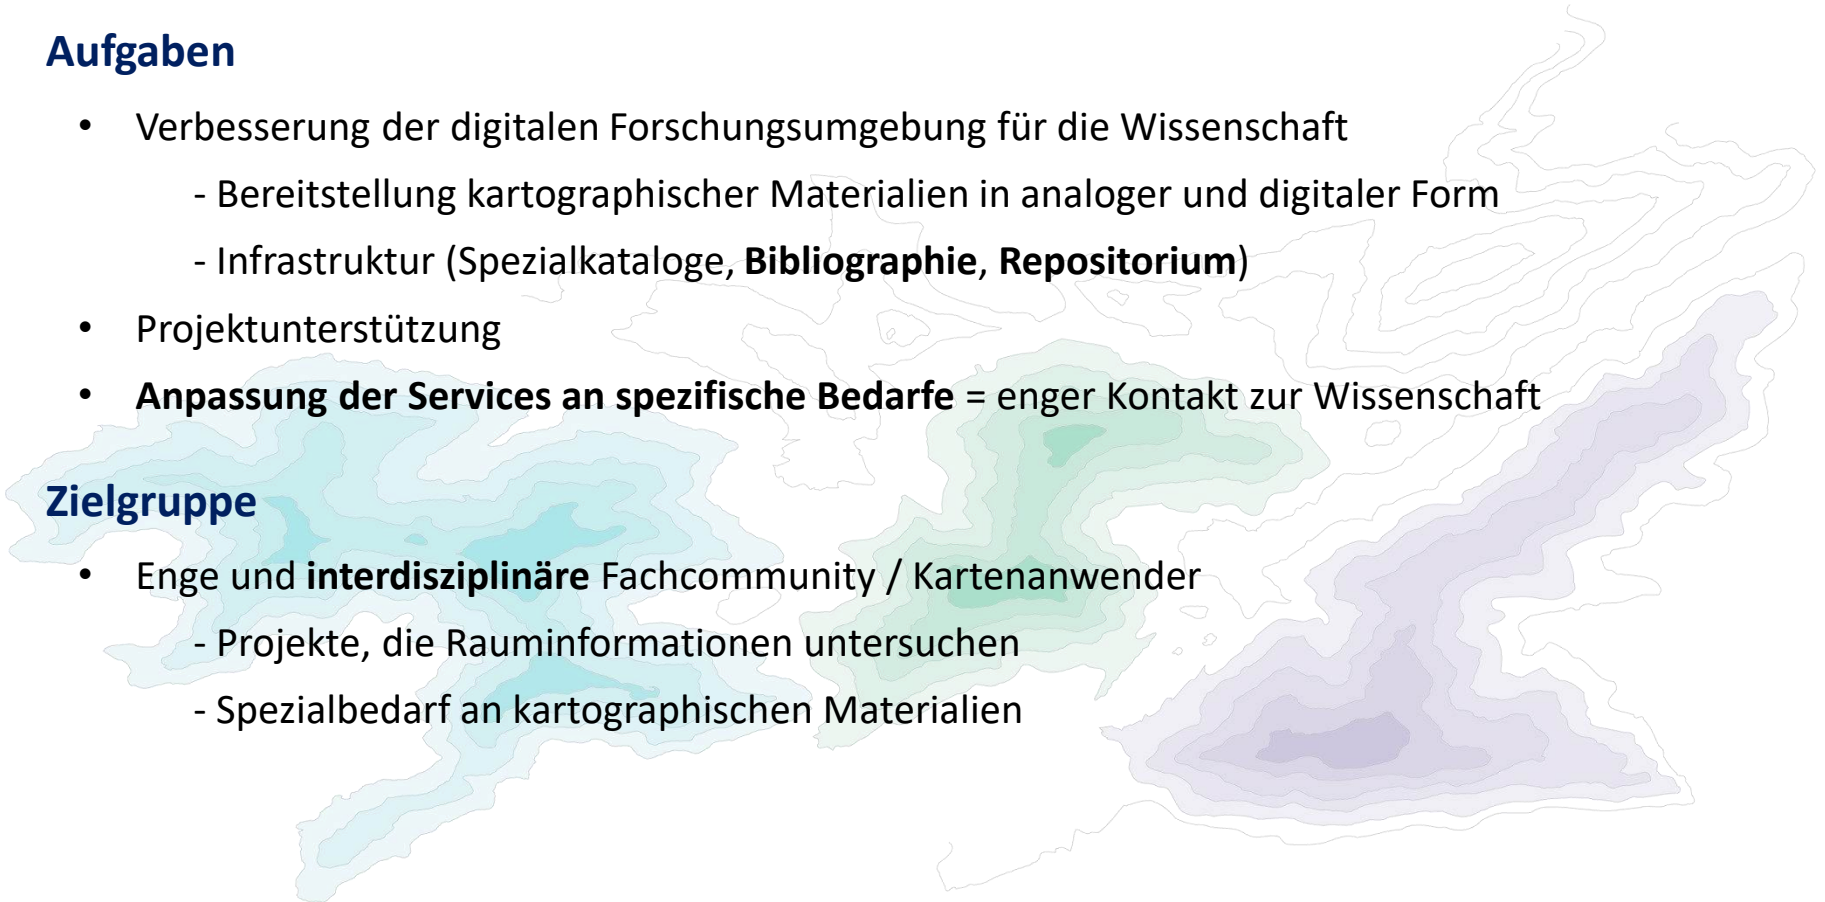 Aufgaben
• Verbesserung der digitalen Forschungsumgebung für die Wissenschaft
- Bereitstellung kartographischer Materialien in analoger und digitaler Form
- Infrastruktur (Spezialkataloge, Bibliographie, Repositorium)
• Projektunterstützung
• Anpassung der Services an spezifische Bedarfe = enger Kontakt zur Wissenschaft
Zielgruppe
• Enge und interdisziplinäre Fachcommunity / Kartenanwender
- Projekte, die Rauminformationen untersuchen
- Spezialbedarf an kartographischen Materialien